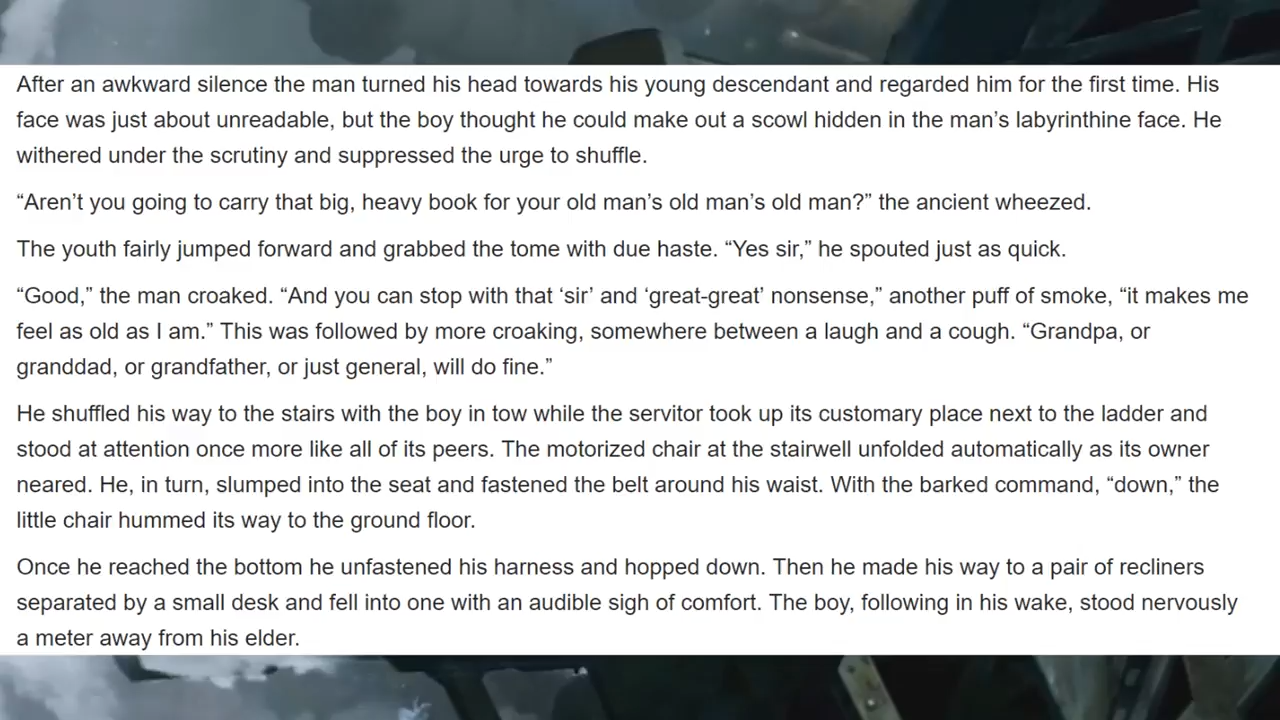 After an awkward silence the man turned his head towards his young descendant and regarded him for the first time. His
face was just about unreadable, but the boy thought he could make out a scowl hidden in the man’s labyrinthine face. He
withered under the scrutiny and suppressed the urge to shuffle.
“Aren’t you going to carry that big, heavy book for your old man’s old man’s old man?” the ancient wheezed.
The youth fairly jumped forward and grabbed the tome with due haste. “Yes sir,” he spouted just as quick.
“Good,” the man croaked. “And you can stop with that ‘sir’ and ‘great-great’ nonsense,” another puff of smoke, “it makes me
feel as old as I am.” This was followed by more croaking, somewhere between a laugh and a cough. “Grandpa, or
granddad, or grandfather, or just general, will do fine.”
He shuffled his way to the stairs with the boy in tow while the servitor took up its customary place next to the ladder and
stood at attention once more like all of its peers. The motorized chair at the stairwell unfolded automatically as its owner
neared. He, in turn, slumped into the seat and fastened the belt around his waist. With the barked command, “down,” the
little chair hummed its way to the ground floor.
Once he reached the bottom he unfastened his harness and hopped down. Then he made his way to a pair of recliners
separated by a small desk and fell into one with an audible sigh of comfort. The boy, following in his wake, stood nervously
a meter away from his elder.